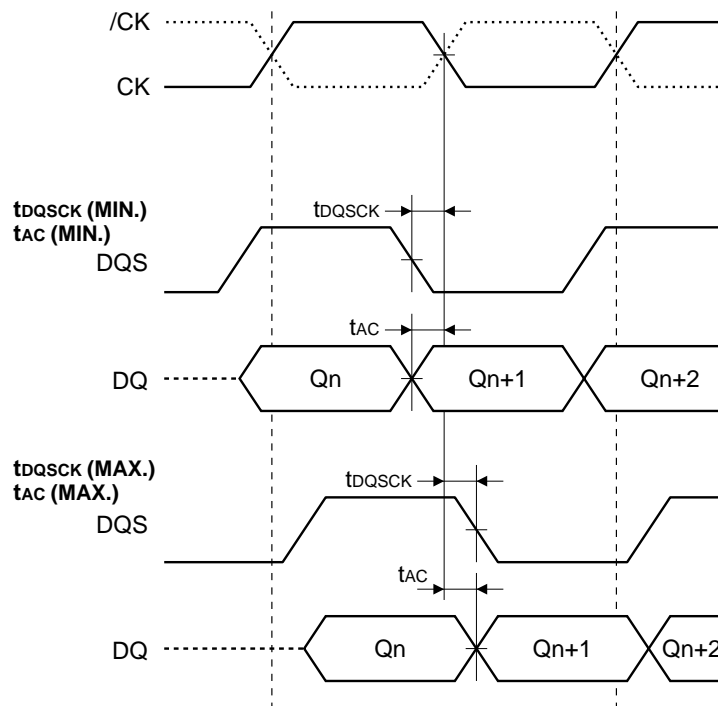 /CK
CK
tDQSCK (MIN.)
tAC (MIN.)
tDQSCK
DQS
tAC
DQ
Qn
Qn+1
Qn+2
tDQSCK (MAX.)
tAC (MAX.)
tDQSCK
DQS
tAC
DQ
Qn
Qn+1
Qn+2